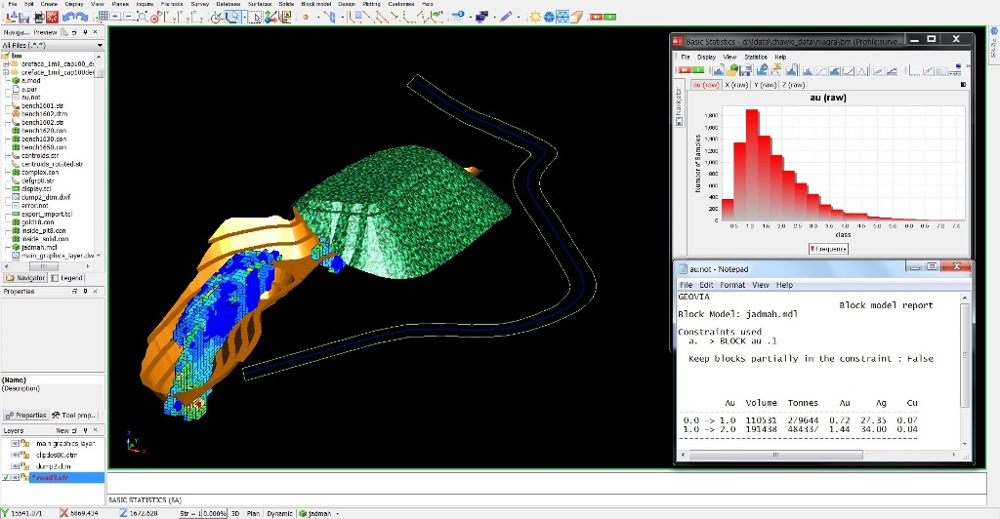 File Edit Create Display View Planes Inquire File tools Survey Database Surfaces Solids Block model Design Plotting Customise Help
Naviga... Preview
All Files (*.*)
bm
oreface_1mil_cap100_d
oreface_1mil_cap100de
a.mod
a.par
au.not
bench1601.str
bench1602.dtm
bench1602.str
bench1620.con
bench1630.con
bench1650.con
centroids.str
centroids_rotated.str
complex.con
defgrp0.str
display.tcl
dump2_dtm.dwf
error.not
export_import.tcl
gold18.con
inside_pit8.con
inside_solid.con
jadmah.mdl
main_graphics_layer.dw
Navigator Legend
Properties
(Name)
(Description)
Properties Tool prop...
Layers New
main graphics layer
clipdes80.dtm
dump2.dtm
*road3.str
Y 15541.071 X 6869.434 Z 1672.628 Str = 1 0.000% 3D Plan Dynamic jadmah
BASIC STATISTICS (BA)
Z
Y
X
Basic Statistics - d:\data\chawki_data\niagra\bm (Profile:surve...
File Display View Statistics Help
Navigator
au (raw) X (raw) Y (raw) Z (raw)
au (raw)
Number of Samples
1,800
1,600
1,400
1,200
1,000
800
600
400
200
0
0.5 1.0 1.5 2.0 2.5 3.0 3.5 4.0 4.5 5.0 5.5 6.0 6.5 7.0 7.5
class
Frequency
au.not - Notepad
File Edit Format View Help
GEOVIA
Block model report
Block Model: jadmah.mdl
Constraints used
a. > BLOCK au .1
Keep blocks partially in the constraint : False
Au Volume Tonnes Au Ag Cu
0.0 -> 1.0 110531 279644 0.72 27.35 0.07
1.0 -> 2.0 191438 484337 1.44 34.00 0.04